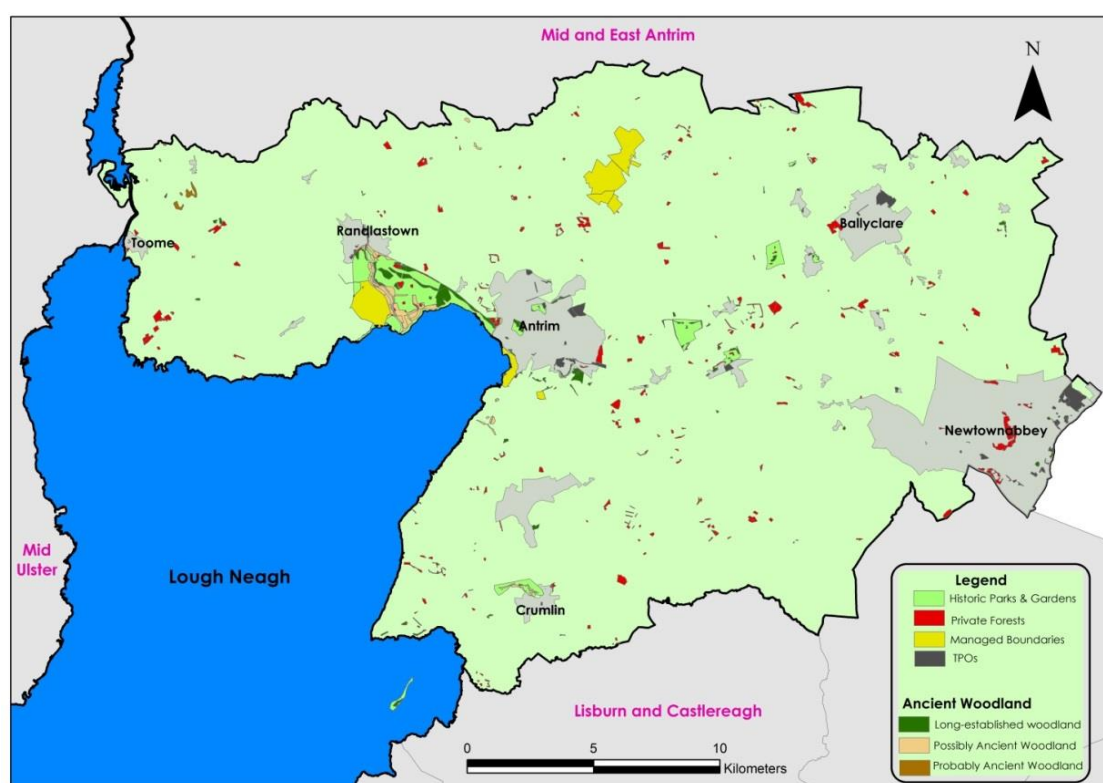 Mid and East Antrim
N
Toome
Randlastown
Ballyclare
Antrim
Newtownabbey
Mid
Ulster
Lough Neagh
Crumlin
Lisburn and Castlereagh
0 5 10
Kilometers
Legend
Historic Parks & Gardens
Private Forests
Managed Boundaries
TPOs
Ancient Woodland
Long-established woodland
Possibly Ancient Woodland
Probably Ancient Woodland